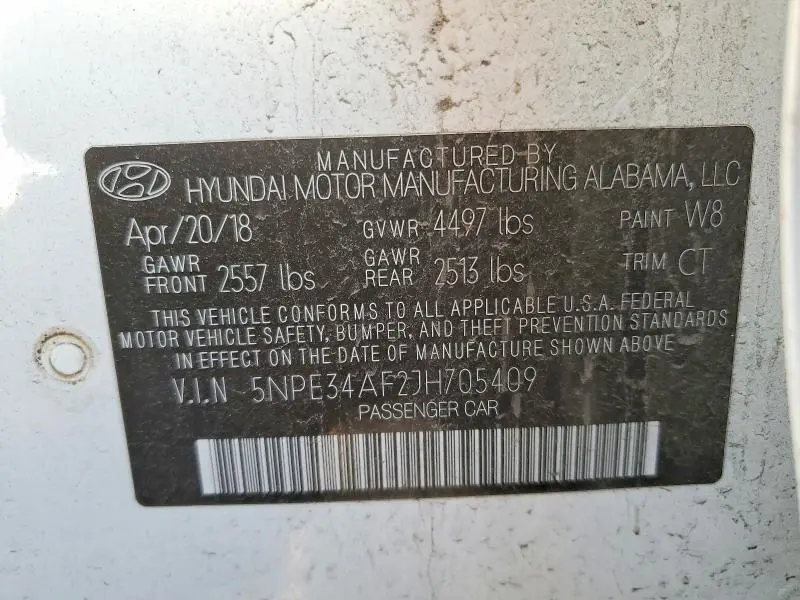 MANUFACTURED BY
HYUNDAI MOTOR MANUFACTURING ALABAMA, LLC
Apr/20/18 GVWR 4497 lbs PAINT W8
GAWR FRONT 2557 lbs GAWR REAR 2513 lbs TRIM CT
THIS VEHICLE CONFORMS TO ALL APPLICABLE U.S.A. FEDERAL
MOTOR VEHICLE SAFETY, BUMPER, AND THEFT PREVENTION STANDARDS
IN EFFECT ON THE DATE OF MANUFACTURE SHOWN ABOVE
V.I.N 5NPE34AF2JH705409
PASSENGER CAR